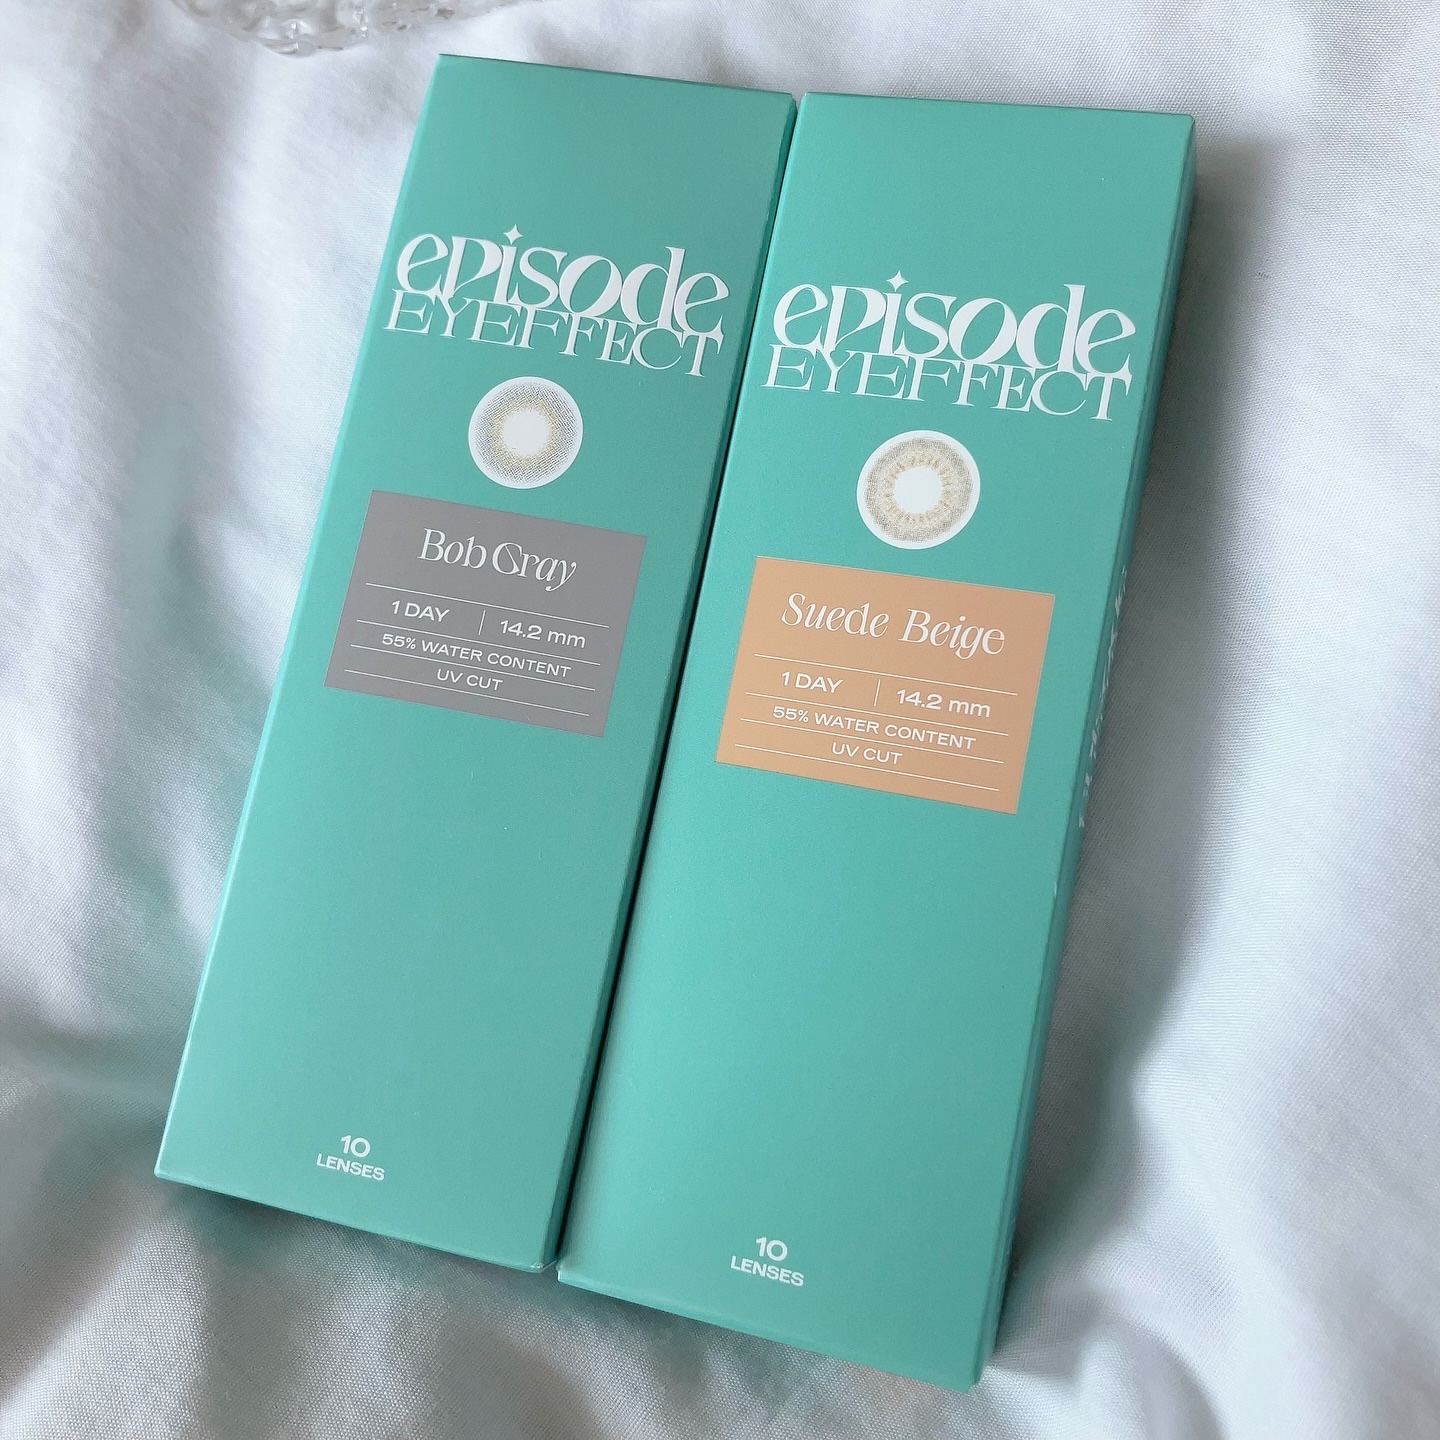 episode
EYEFFECT
Bob Gray
1 DAY | 14.2 mm
55% WATER CONTENT
UV CUT
10
LENSES
episode
EYEFFECT
Suede Beige
1 DAY | 14.2 mm
55% WATER CONTENT
UV CUT
10
LENSES